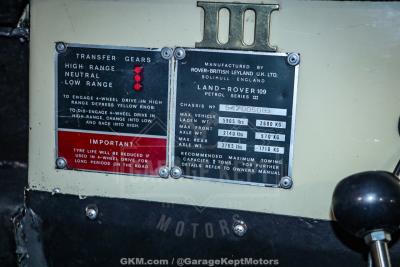 III
TRANSFER GEARS
HIGH RANGE
NEUTRAL
LOW RANGE
TO ENGAGE 4-WHEEL DRIVE IN HIGH
RANGE DEPRESS YELLOW KNOB.
TO DIS-ENGAGE 4-WHEEL DRIVE IN
HIGH-RANGE, CHANGE INTO LOW
AND BACK INTO HIGH.
IMPORTANT
TYRE LIFE WILL BE REDUCED IF
USED IN 4-WHEEL DRIVE FOR
LONG PERIODS ON THE ROAD
MANUFACTURED BY
ROVER-BRITISH LEYLAND U.K. LTD.
SOLIHULL - ENGLAND
LAND-ROVER 109
PETROL SERIES III
CHASSIS No
MAX. VEHICLE
LADEN WT. 5905 lbs 2680 KG
MAX FRONT
AXLE WT. 2140 lbs 970 KG
MAX. REAR
AXLE WT. 3765 lbs 1710 KG
RECOMMENDED MAXIMUM TOWING
CAPACITY 2 TONS. FOR FURTHER
DETAILS REFER TO OWNERS MANUAL
MOTORS
GKM.com | @GarageKeptMotors